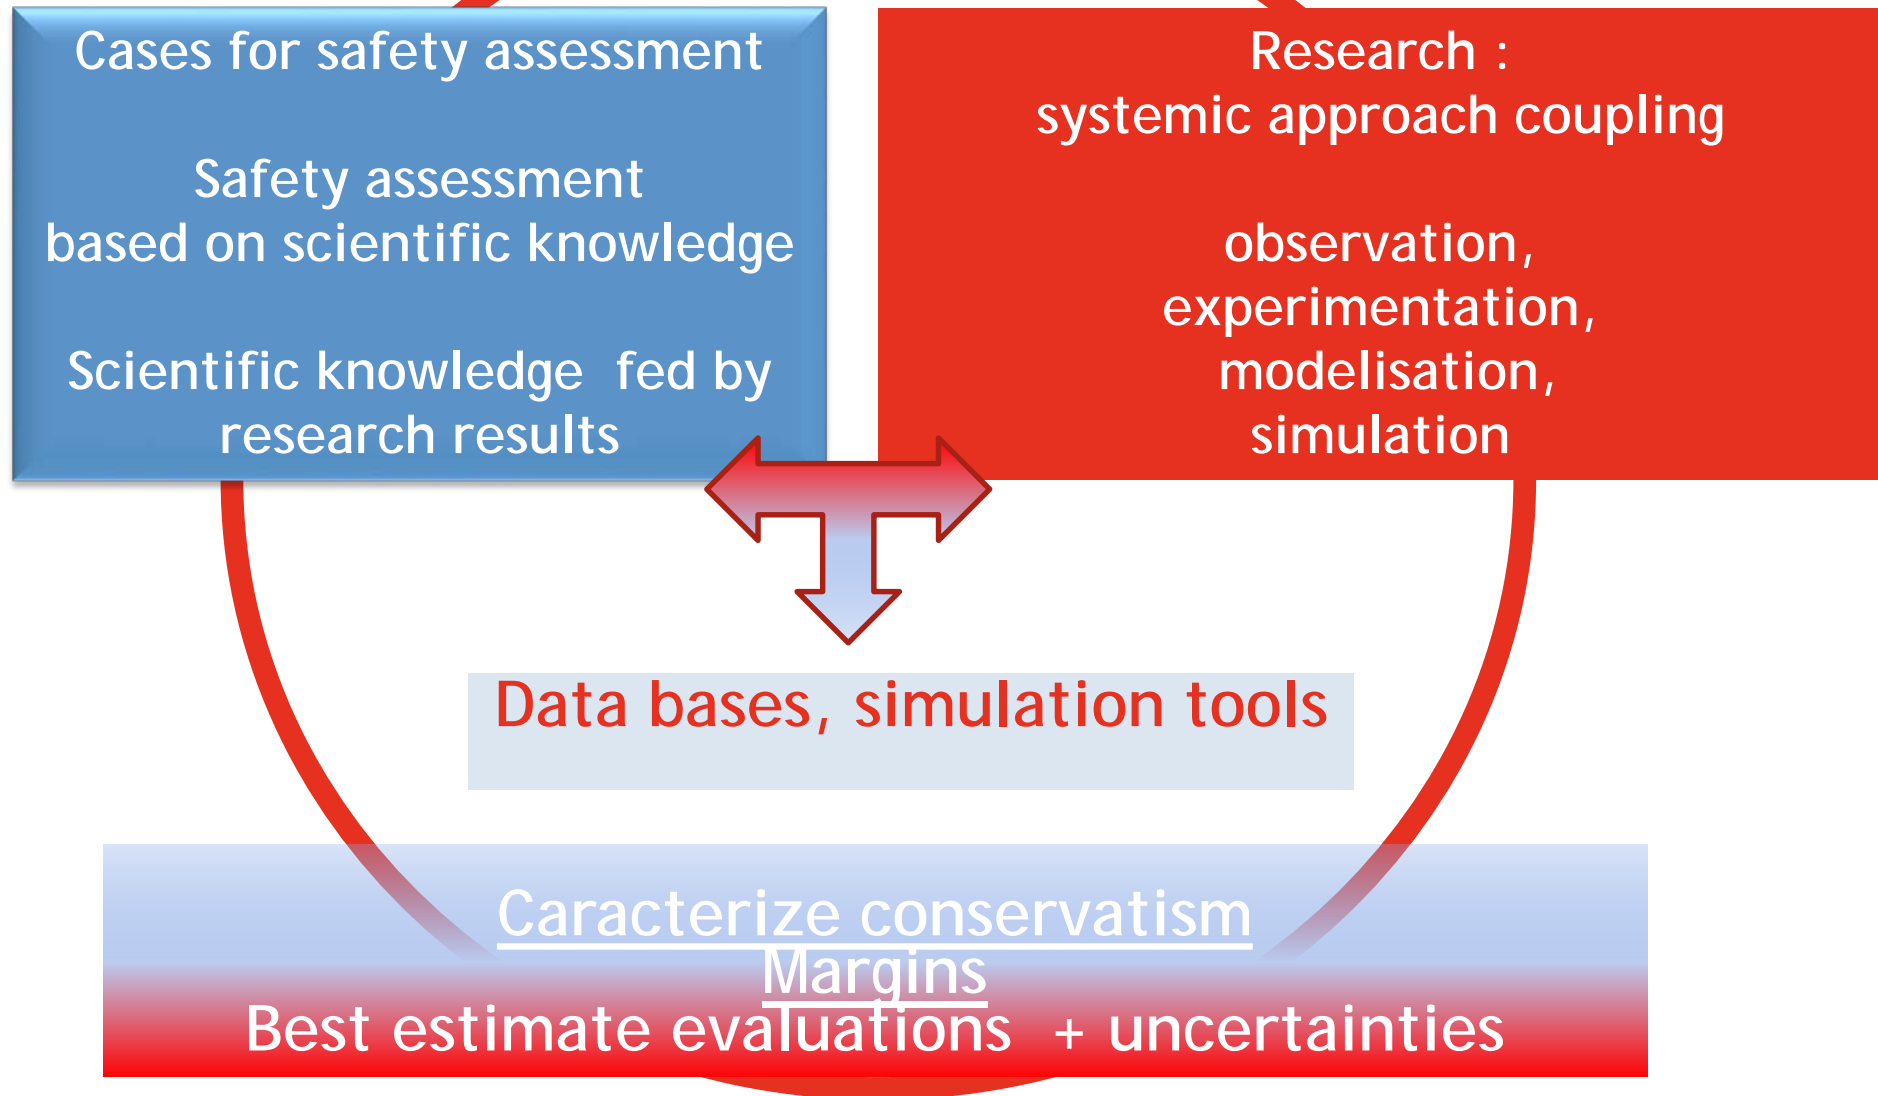 Cases for safety assessment
Safety assessment
based on scientific knowledge
Scientific knowledge fed by
research results
Research :
systemic approach coupling
observation,
experimentation,
modelisation,
simulation
Data bases, simulation tools
Caracterize conservatism
Margins
Best estimate evaluations + uncertainties